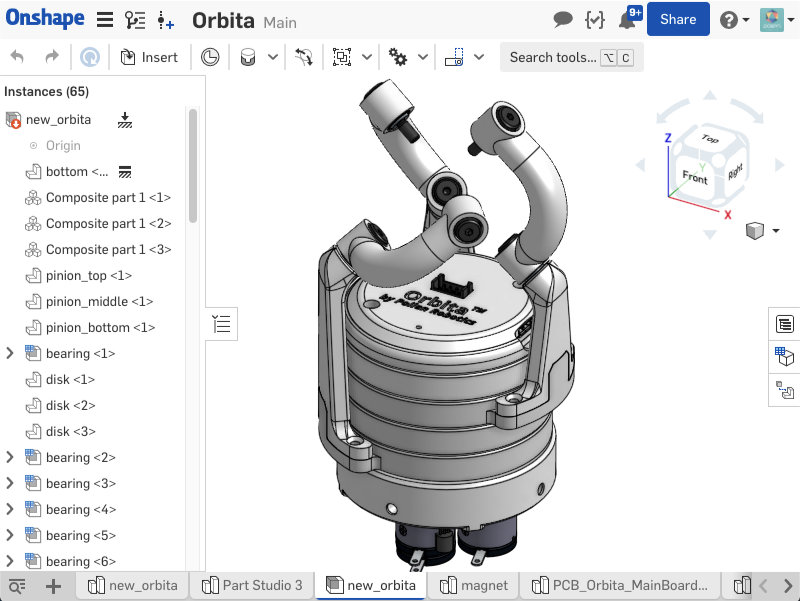 Onshape
Orbita Main
9+
Share
Insert
Search tools... ⌥ C
Instances (65)
new_orbita
Origin
bottom <...
Composite part 1 <1>
Composite part 1 <2>
Composite part 1 <3>
pinion_top <1>
pinion_middle <1>
pinion_bottom <1>
bearing <1>
disk <1>
disk <2>
disk <3>
bearing <2>
bearing <3>
bearing <4>
bearing <5>
bearing <6>
Orbita™
by Pollen Robotics
Z
Top
Y
Front
Right
X
new_orbita
Part Studio 3
new_orbita
magnet
PCB_Orbita_MainBoard...